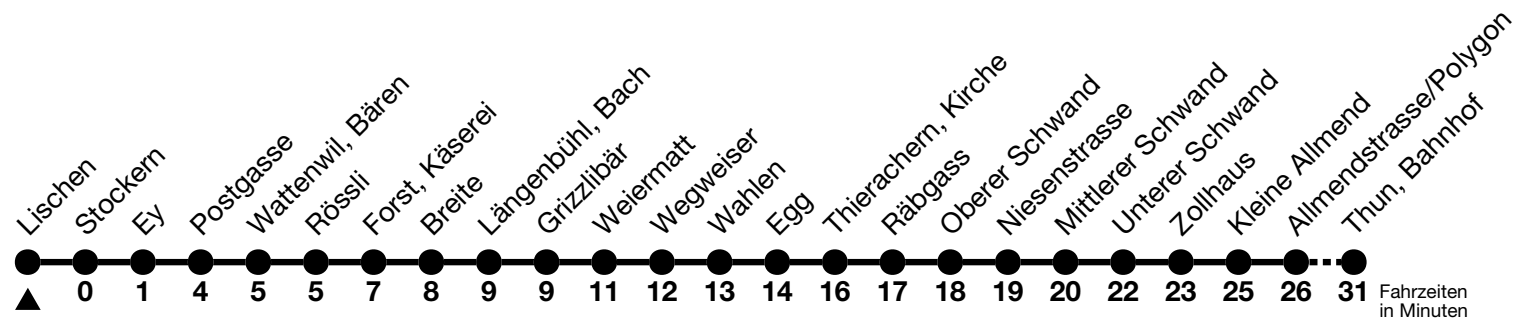 Lischen
Stockern
Ey
Postgasse
Wattenwil, Bären
Rössli
Forst, Käserei
Breite
Längenbühl, Bach
Grizzlibär
Weiermatt
Wegweiser
Wahlen
Egg
Thierachern, Kirche
Räbgass
Oberer Schwand
Niesenstrasse
Mittlerer Schwand
Unterer Schwand
Zollhaus
Kleine Allmend
Allmendstrasse/Polygon
Thun, Bahnhof
0 1 4 5 5 7 8 9 9 11 12 13 14 16 17 18 19 20 22 23 25 26 31
Fahrzeiten
in Minuten